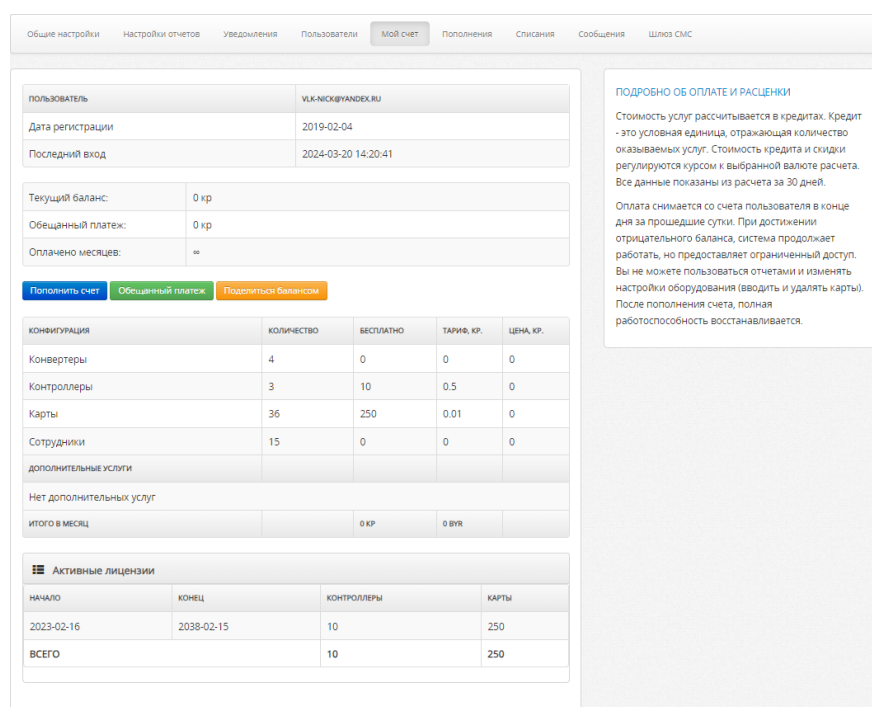 Общие настройки Настройки отчетов Уведомления Пользователи Мой счет Пополнения Списания Сообщения Шлюз СМС
ПОЛЬЗОВАТЕЛЬ VLK-NICK@YANDEX.RU
Дата регистрации 2019-02-04
Последний вход 2024-03-20 14:20:41
Текущий баланс: 0 кр
Обещанный платеж: 0 кр
Оплачено месяцев: ∞
Пополнить счет Обещанный платеж Поделиться балансом
КОНФИГУРАЦИЯ КОЛИЧЕСТВО БЕСПЛАТНО ТАРИФ, КР. ЦЕНА, КР.
Конвертеры 4 0 0 0
Контроллеры 3 10 0.5 0
Карты 36 250 0.01 0
Сотрудники 15 0 0 0
ДОПОЛНИТЕЛЬНЫЕ УСЛУГИ
Нет дополнительных услуг
ИТОГО В МЕСЯЦ 0 КР 0 BYR
Активные лицензии
НАЧАЛО КОНЕЦ КОНТРОЛЛЕРЫ КАРТЫ
2023-02-16 2038-02-15 10 250
ВСЕГО 10 250
ПОДРОБНО ОБ ОПЛАТЕ И РАСЦЕНКИ
Стоимость услуг рассчитывается в кредитах. Кредит
- это условная единица, отражающая количество
оказываемых услуг. Стоимость кредита и скидки
регулируются курсом к выбранной валюте расчета.
Все данные показаны из расчета за 30 дней.
Оплата снимается со счета пользователя в конце
дня за прошедшие сутки. При достижении
отрицательного баланса, система продолжает
работать, но предоставляет ограниченный доступ.
Вы не можете пользоваться отчетами и изменять
настройки оборудования (вводить и удалять карты).
После пополнения счета, полная
работоспособность восстанавливается.